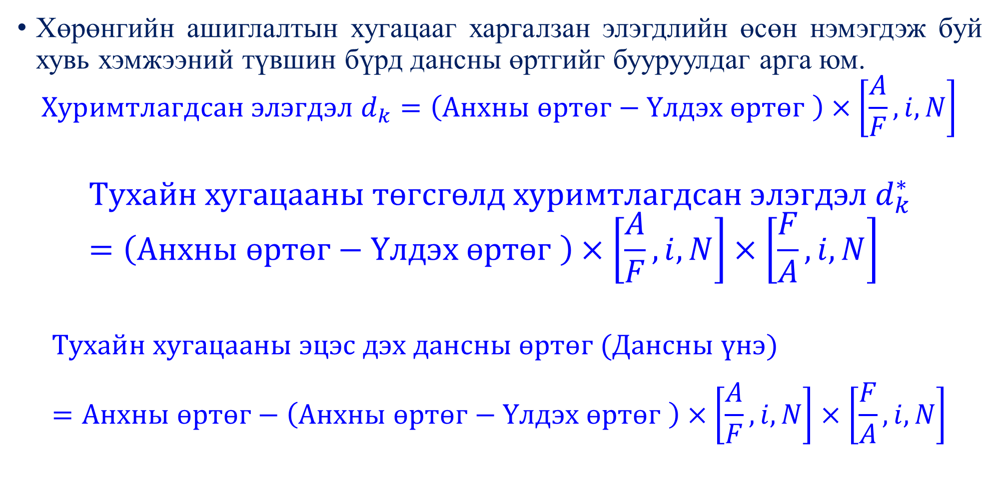 • Хөрөнгийн ашиглалтын хугацааг харгалзан элэгдлийн өсөн нэмэгдэж буй
хувь хэмжээний түвшин бүрд дансны өртгийг бууруулдаг арга юм.
Хуримтлагдсан элэгдэл d_k = (Анхны өртөг − Үлдэх өртөг ) × [A/F, i, N]
Тухайн хугацааны төгсгөлд хуримтлагдсан элэгдэл d_k^*
= (Анхны өртөг − Үлдэх өртөг ) × [A/F, i, N] × [F/A, i, N]
Тухайн хугацааны эцэс дэх дансны өртөг (Дансны үнэ)
= Анхны өртөг − (Анхны өртөг − Үлдэх өртөг ) × [A/F, i, N] × [F/A, i, N]